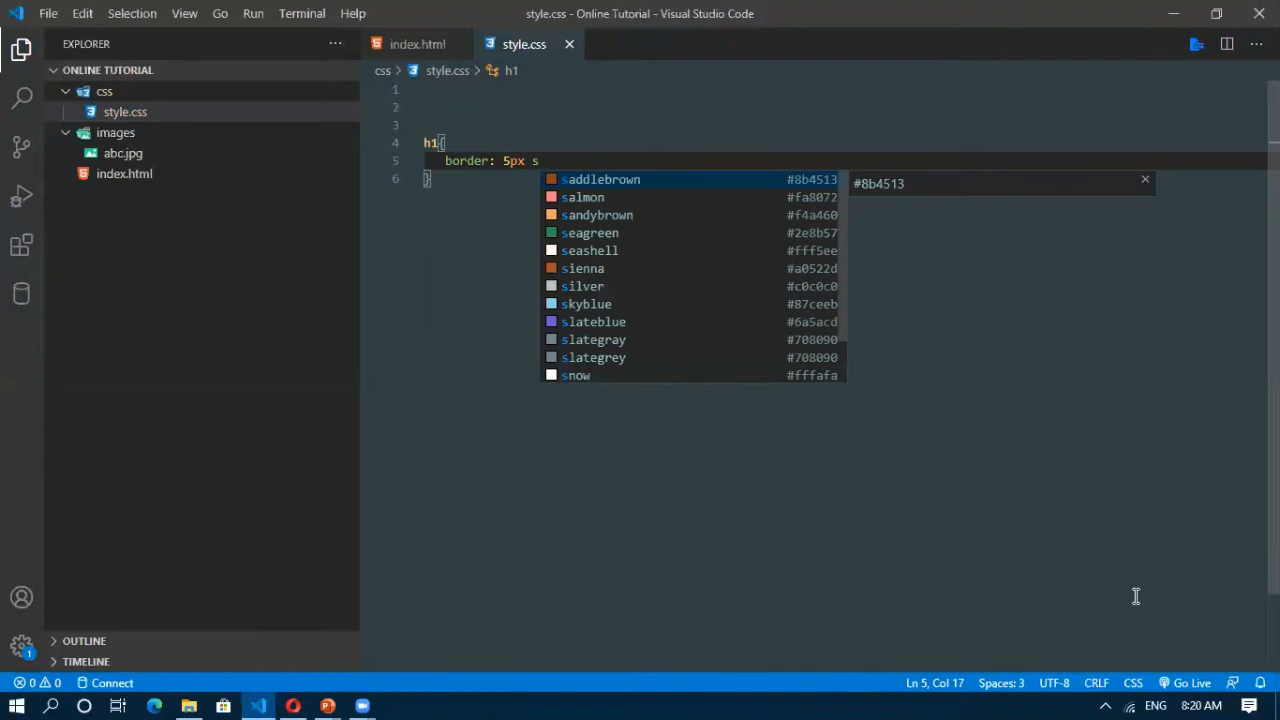 File Edit Selection View Go Run Terminal Help
style.css - Online Tutorial - Visual Studio Code
EXPLORER
index.html
style.css
ONLINE TUTORIAL
css
style.css
images
abc.jpg
index.html
css > style.css > h1
1
2
3
4 h1{
5 border: 5px s
6 }
saddlebrown #8b4513
salmon #fa8072
sandybrown #f4a460
seagreen #2e8b57
seashell #fff5ee
sienna #a0522d
silver #c0c0c0
skyblue #87ceeb
slateblue #6a5acd
slategray #708090
slategrey #708090
snow #fffafa
#8b4513
OUTLINE
TIMELINE
1
0 0 Connect
Ln 5, Col 17 Spaces: 3 UTF-8 CRLF CSS Go Live
ENG 8:20 AM